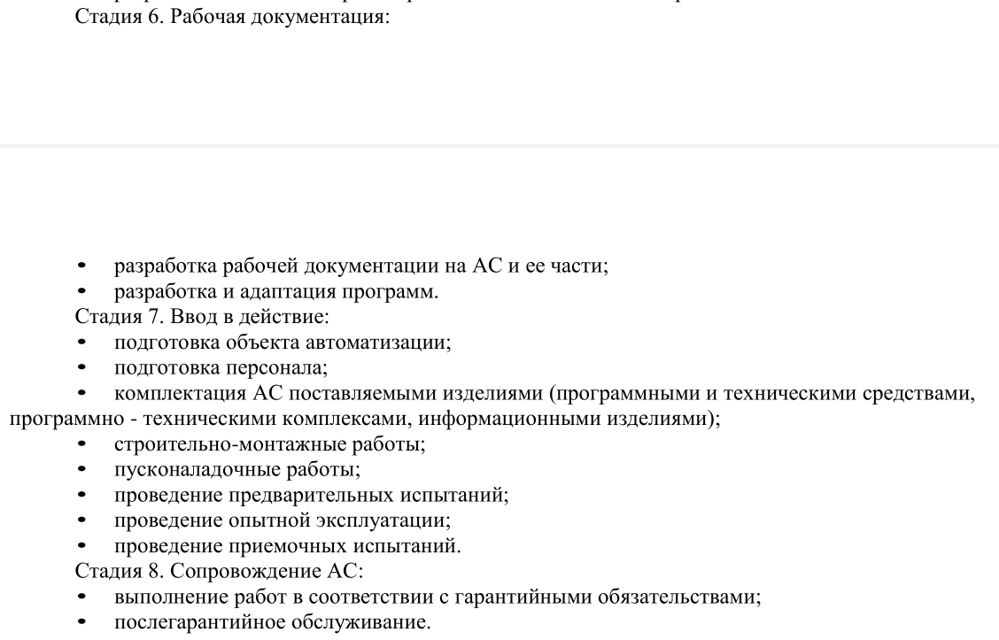 Стадия 6. Рабочая документация:
• разработка рабочей документации на АС и ее части;
• разработка и адаптация программ.
Стадия 7. Ввод в действие:
• подготовка объекта автоматизации;
• подготовка персонала;
• комплектация АС поставляемыми изделиями (программными и техническими средствами,
программно - техническими комплексами, информационными изделиями);
• строительно-монтажные работы;
• пусконаладочные работы;
• проведение предварительных испытаний;
• проведение опытной эксплуатации;
• проведение приемочных испытаний.
Стадия 8. Сопровождение АС:
• выполнение работ в соответствии с гарантийными обязательствами;
• послегарантийное обслуживание.